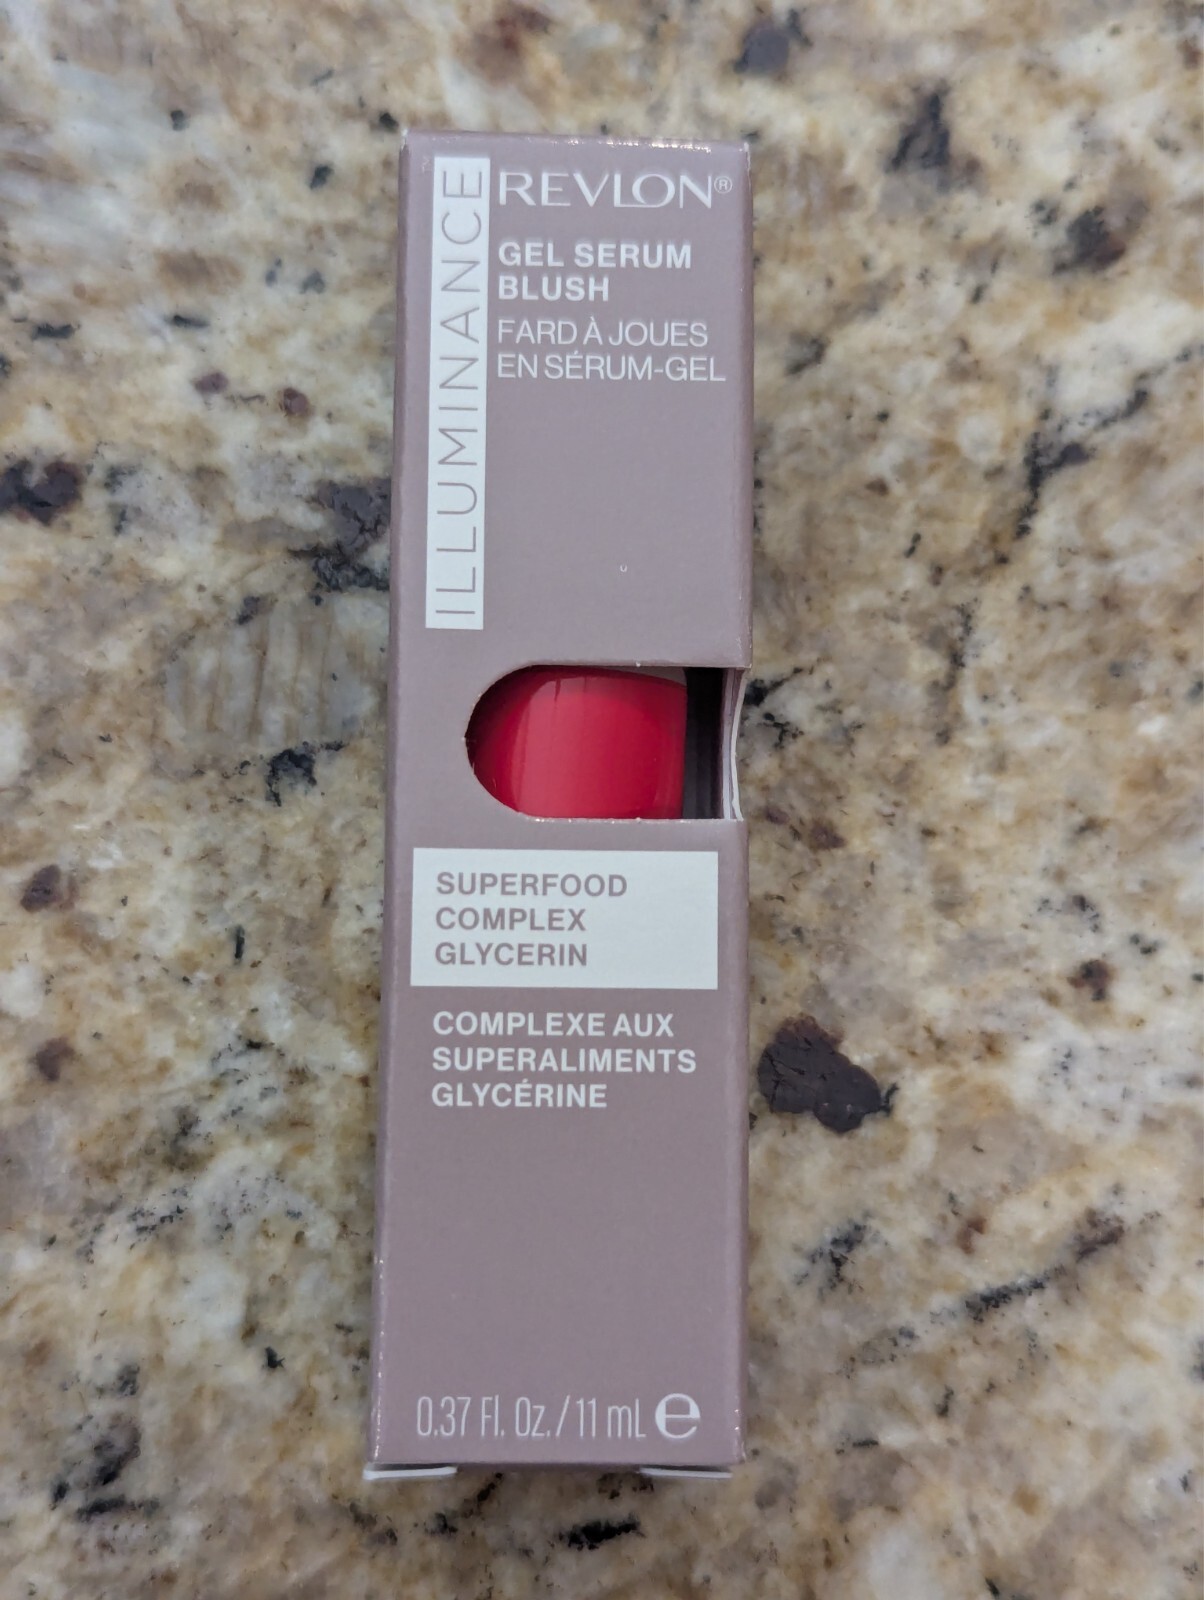 ILLUMINANCE™
REVLON®
GEL SERUM
BLUSH
FARD À JOUES
EN SÉRUM-GEL
SUPERFOOD
COMPLEX
GLYCERIN
COMPLEXE AUX
SUPERALIMENTS
GLYCÉRINE
0.37 Fl. Oz./11 mL ℮